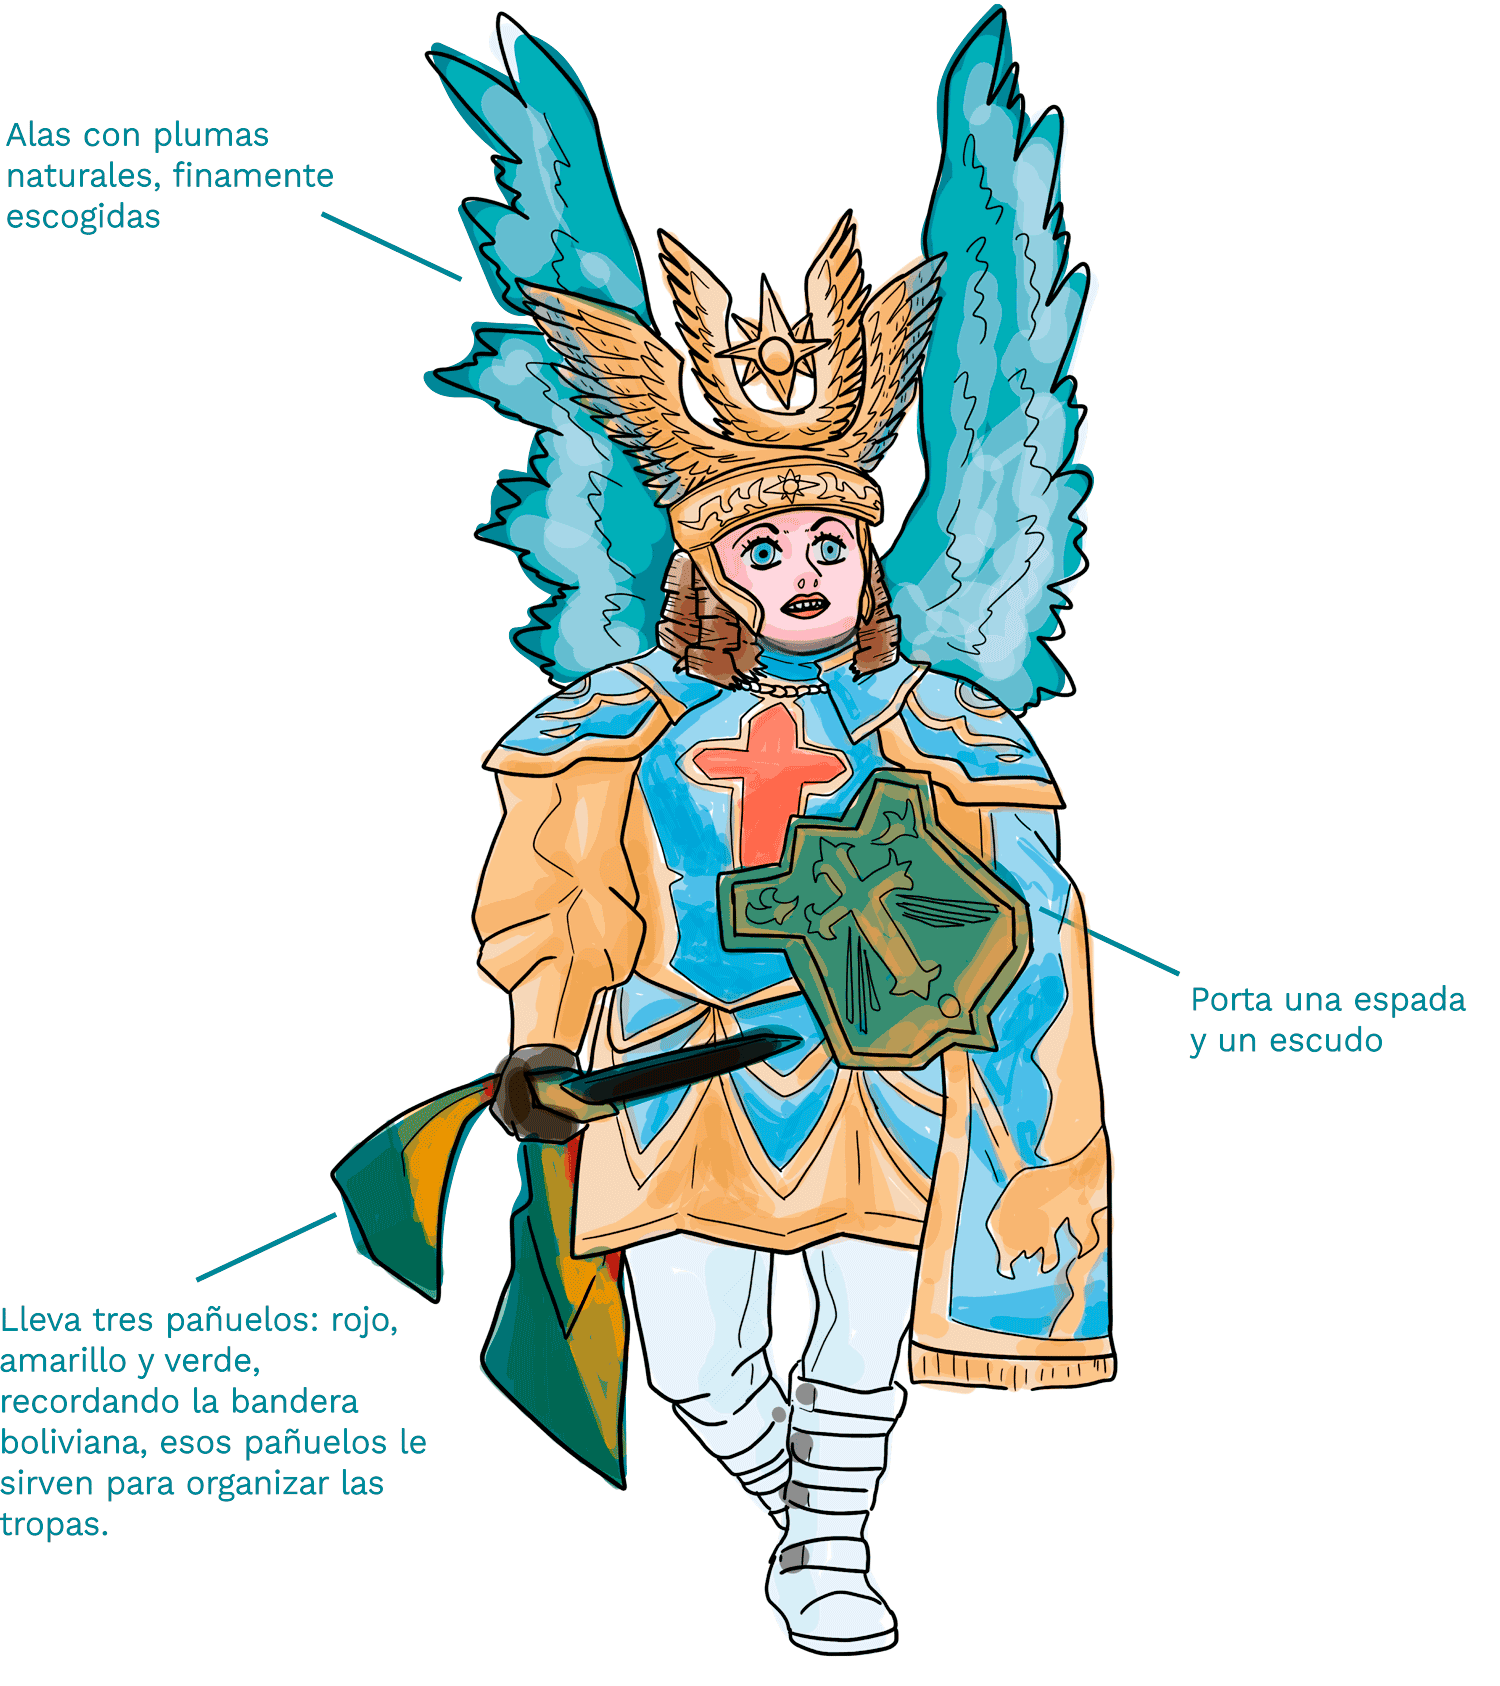 Alas con plumas
naturales, finamente
escogidas
Porta una espada
y un escudo
Lleva tres pañuelos: rojo,
amarillo y verde,
recordando la bandera
boliviana, esos pañuelos le
sirven para organizar las
tropas.